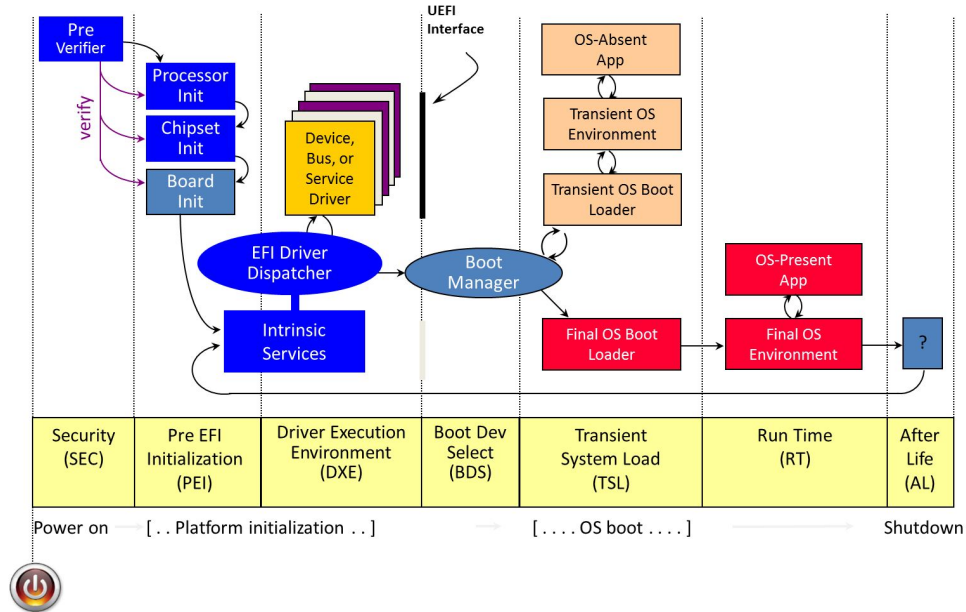 Pre
Verifier
UEFI
Interface
OS-Absent
App
Processor
Init
verify
Chipset
Init
Transient OS
Environment
Device,
Bus, or
Service
Driver
Board
Init
Transient OS Boot
Loader
EFI Driver
Dispatcher
Boot
Manager
OS-Present
App
Intrinsic
Services
Final OS Boot
Loader
Final OS
Environment
?
Security
(SEC)
Pre EFI
Initialization
(PEI)
Driver Execution
Environment
(DXE)
Boot Dev
Select
(BDS)
Transient
System Load
(TSL)
Run Time
(RT)
After
Life
(AL)
Power on
[ . . Platform initialization . . ]
[ . . . . OS boot . . . . ]
Shutdown